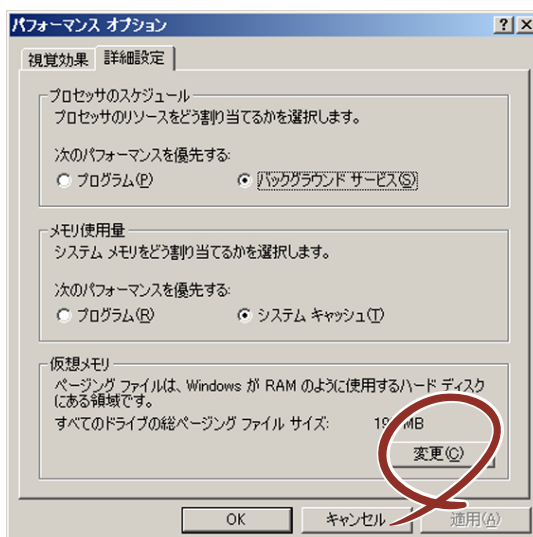 パフォーマンス オプション
視覚効果 詳細設定
プロセッサのスケジュール
プロセッサのリソースをどう割り当てるかを選択します。
次のパフォーマンスを優先する:
プログラム(P) バックグラウンド サービス(S)
メモリ使用量
システム メモリをどう割り当てるかを選択します。
次のパフォーマンスを優先する:
プログラム(R) システム キャッシュ(T)
仮想メモリ
ページング ファイルは、Windows が RAM のように使用するハード ディスク
にある領域です。
すべてのドライブの総ページング ファイル サイズ: MB
変更(C)
OK キャンセル 適用(A)